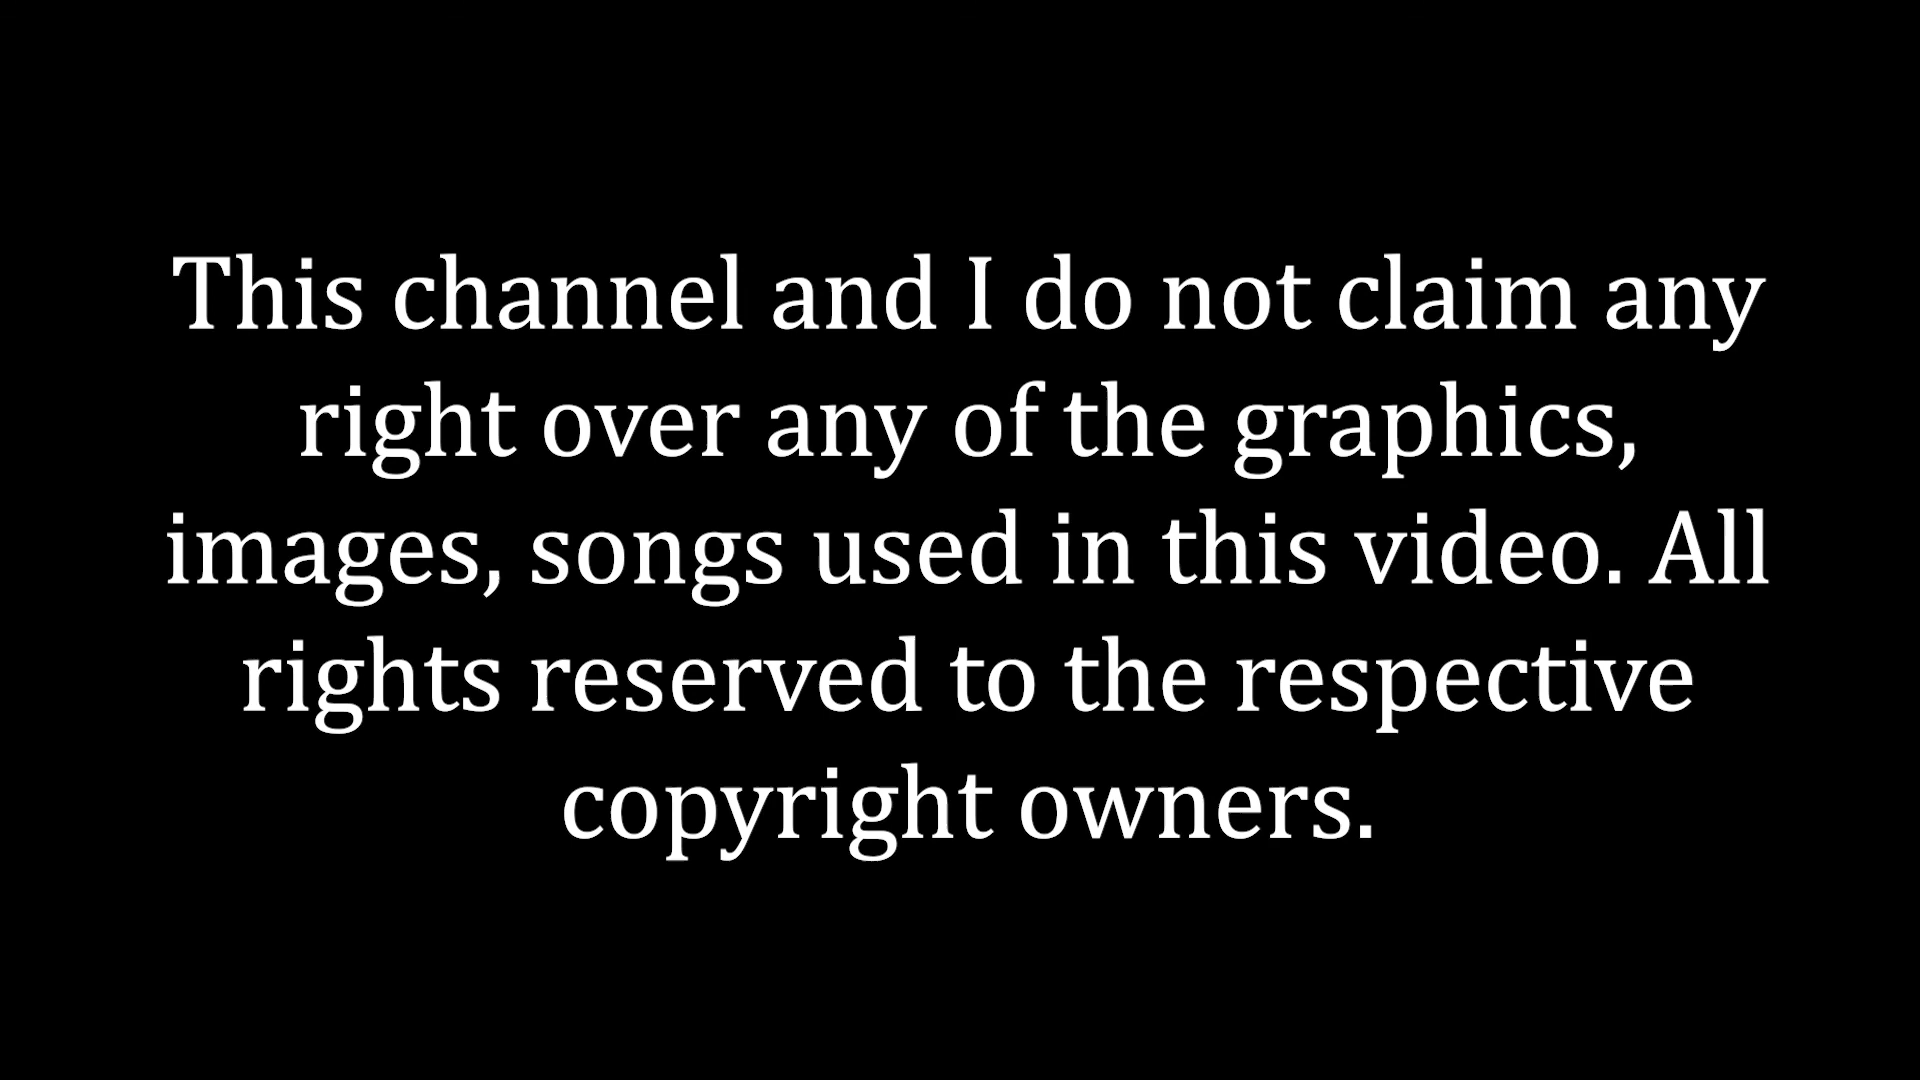 This channel and I do not claim any
right over any of the graphics,
images, songs used in this video. All
rights reserved to the respective
copyright owners.